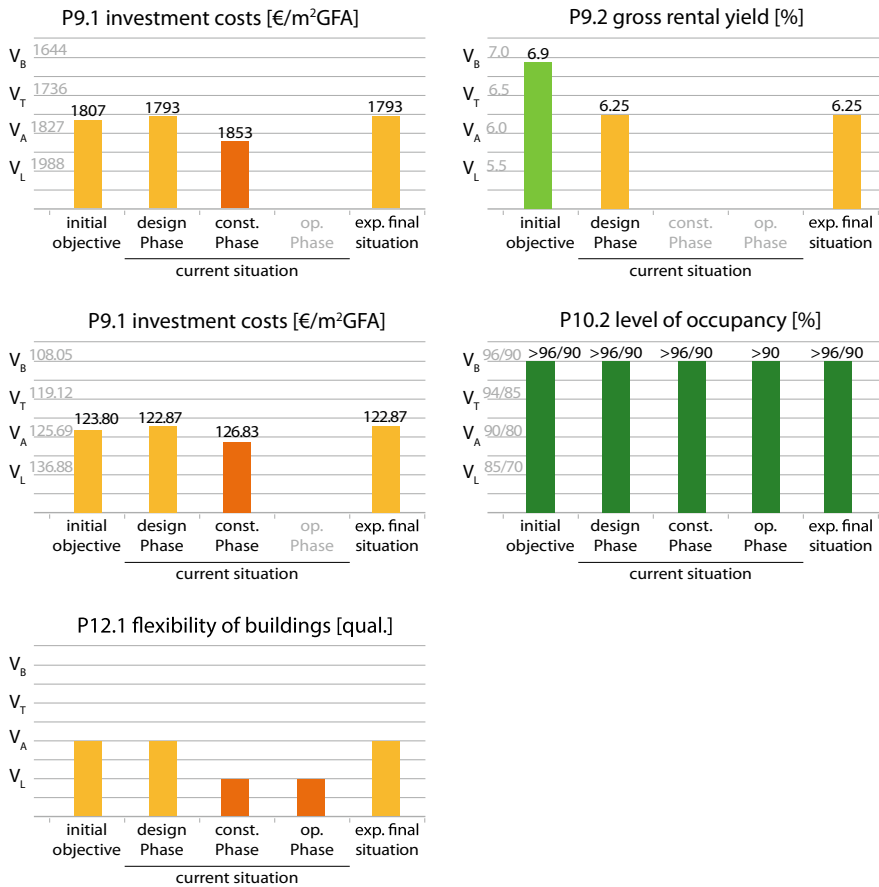 P9.1 investment costs [€/m²GFA]
V_B 1644
V_T 1736
V_A 1827
V_L 1988
1807 1793 1853 1793
initial objective design Phase const. Phase op. Phase exp. final situation
current situation
P9.2 gross rental yield [%]
V_B 7.0
V_T 6.5
V_A 6.0
V_L 5.5
6.9 6.25 6.25
initial objective design Phase const. Phase op. Phase exp. final situation
current situation
P9.1 investment costs [€/m²GFA]
V_B 108.05
V_T 119.12
V_A 125.69
V_L 136.88
123.80 122.87 126.83 122.87
initial objective design Phase const. Phase op. Phase exp. final situation
current situation
P10.2 level of occupancy [%]
V_B 96/90
V_T 94/85
V_A 90/80
V_L 85/70
>96/90 >96/90 >96/90 >90 >96/90
initial objective design Phase const. Phase op. Phase exp. final situation
current situation
P12.1 flexibility of buildings [qual.]
V_B
V_T
V_A
V_L
initial objective design Phase const. Phase op. Phase exp. final situation
current situation